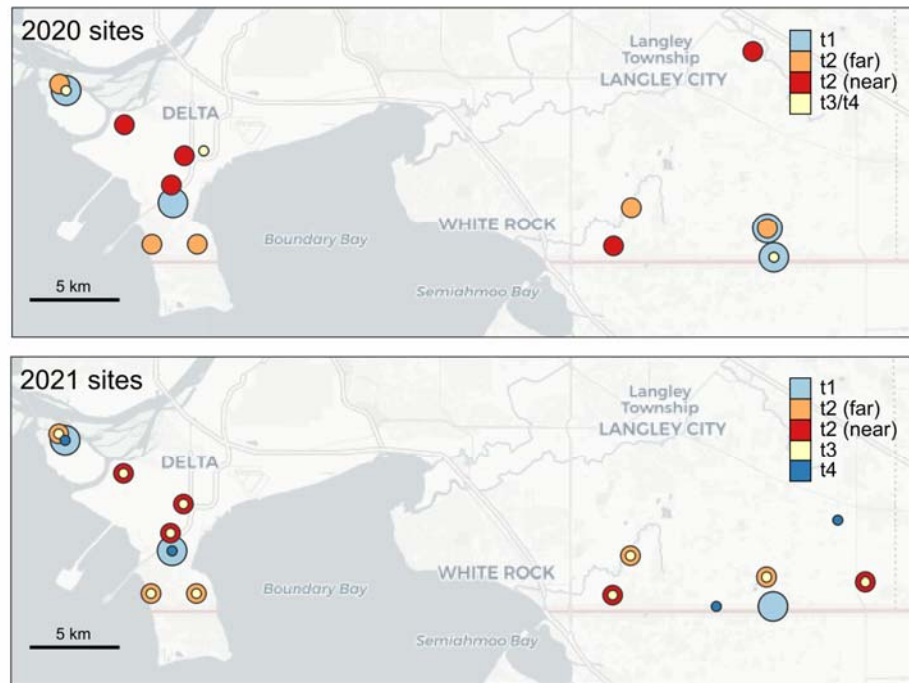 2020 sites
t1
t2 (far)
t2 (near)
t3/t4
Langley
Township
LANGLEY CITY
DELTA
WHITE ROCK
Boundary Bay
Semiahmoo Bay
5 km
2021 sites
t1
t2 (far)
t2 (near)
t3
t4
Langley
Township
LANGLEY CITY
DELTA
WHITE ROCK
Boundary Bay
Semiahmoo Bay
5 km